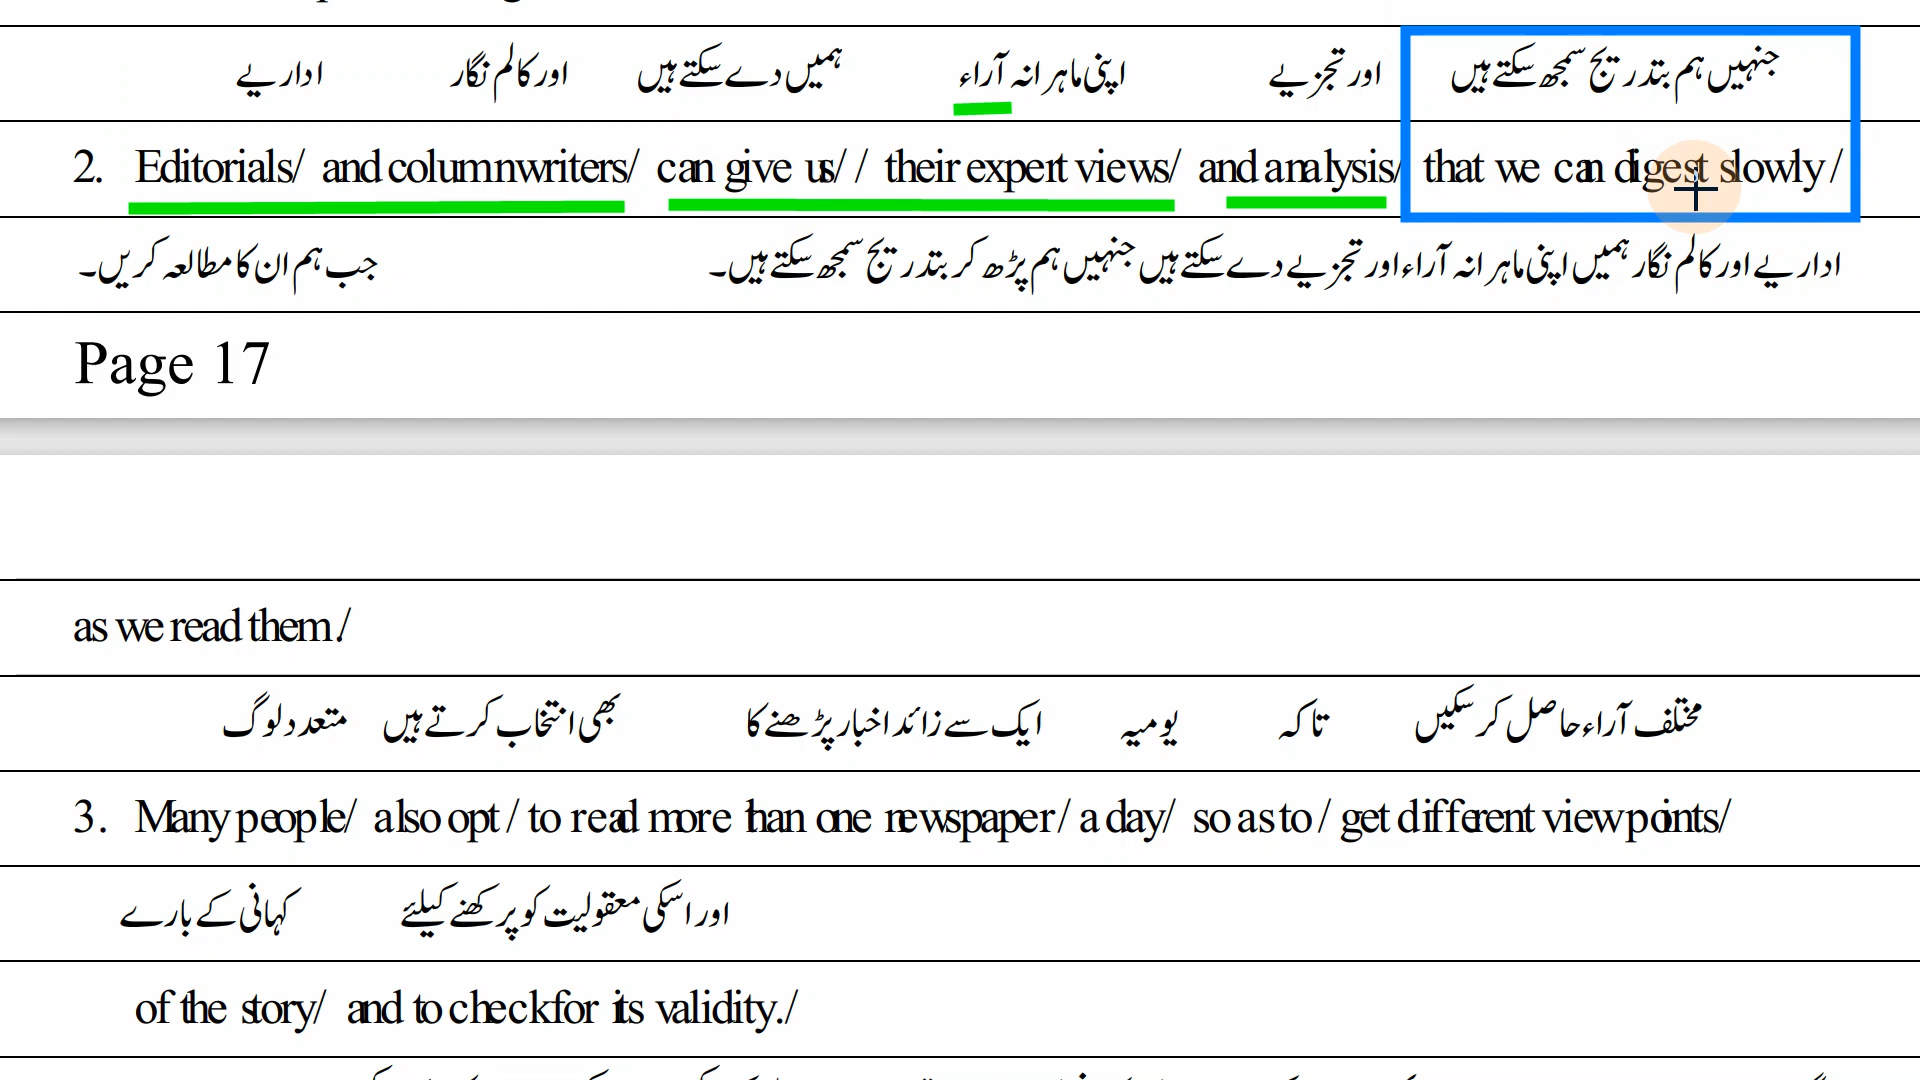 اداریے اور کالم نگار ہمیں دے سکتے ہیں اپنی ماہرانہ آراء اور تجزیے جنہیں ہم بتدریج سمجھ سکتے ہیں
2. Editorials/ and column writers/ can give us/ / their expert views/ and analysis/ that we can digest slowly /
اداریے اور کالم نگار ہمیں اپنی ماہرانہ آراء اور تجزیے دے سکتے ہیں جنہیں ہم پڑھ کر بتدریج سمجھ سکتے ہیں۔ جب ہم ان کا مطالعہ کریں۔
Page 17
as we read them./
متعدد لوگ بھی انتخاب کرتے ہیں ایک سے زائد اخبار پڑھنے کا یومیہ تاکہ مختلف آراء حاصل کر سکیں
3. Many people/ also opt / to read more than one newspaper / a day/ so as to / get different viewpoints/
کہانی کے بارے اور اسکی معقولیت کو پرکھنے کیلئے
of the story/ and to check for its validity./